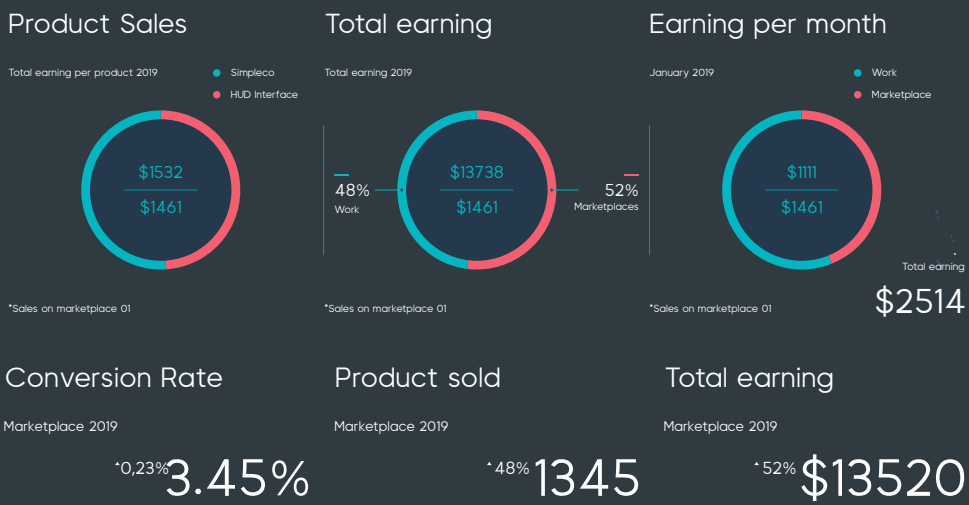 Product Sales
Total earning per product 2019
Simpleco
HUD Interface
$1532
$1461
*Sales on marketplace 01
Total earning
Total earning 2019
48%
Work
$13738
$1461
52%
Marketplaces
*Sales on marketplace 01
Earning per month
January 2019
Work
Marketplace
$1111
$1461
Total earning
$2514
*Sales on marketplace 01
Conversion Rate
Marketplace 2019
0,23%
3.45%
Product sold
Marketplace 2019
48%
1345
Total earning
Marketplace 2019
52%
$13520